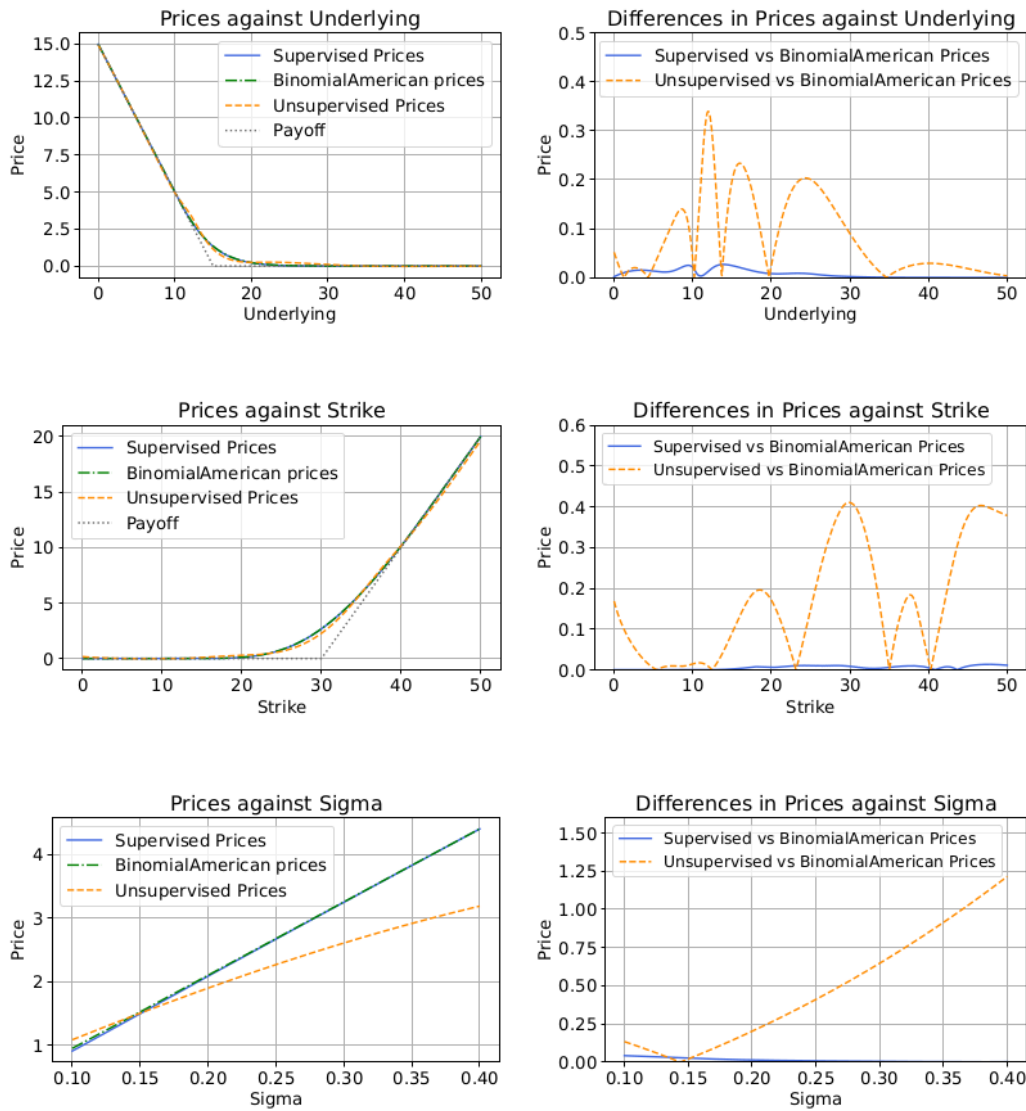 Prices against Underlying
15.0
12.5
10.0
7.5
5.0
2.5
0.0
Price
Supervised Prices
BinomialAmerican prices
Unsupervised Prices
Payoff
0 10 20 30 40 50
Underlying
Differences in Prices against Underlying
0.5
0.4
0.3
0.2
0.1
0.0
Price
Supervised vs BinomialAmerican Prices
Unsupervised vs BinomialAmerican Prices
0 10 20 30 40 50
Underlying
Prices against Strike
20
15
10
5
0
Price
Supervised Prices
BinomialAmerican prices
Unsupervised Prices
Payoff
0 10 20 30 40 50
Strike
Differences in Prices against Strike
0.6
0.5
0.4
0.3
0.2
0.1
0.0
Price
Supervised vs BinomialAmerican Prices
Unsupervised vs BinomialAmerican Prices
0 10 20 30 40 50
Strike
Prices against Sigma
4
3
2
1
Price
Supervised Prices
BinomialAmerican prices
Unsupervised Prices
0.10 0.15 0.20 0.25 0.30 0.35 0.40
Sigma
Differences in Prices against Sigma
1.50
1.25
1.00
0.75
0.50
0.25
0.00
Price
Supervised vs BinomialAmerican Prices
Unsupervised vs BinomialAmerican Prices
0.10 0.15 0.20 0.25 0.30 0.35 0.40
Sigma